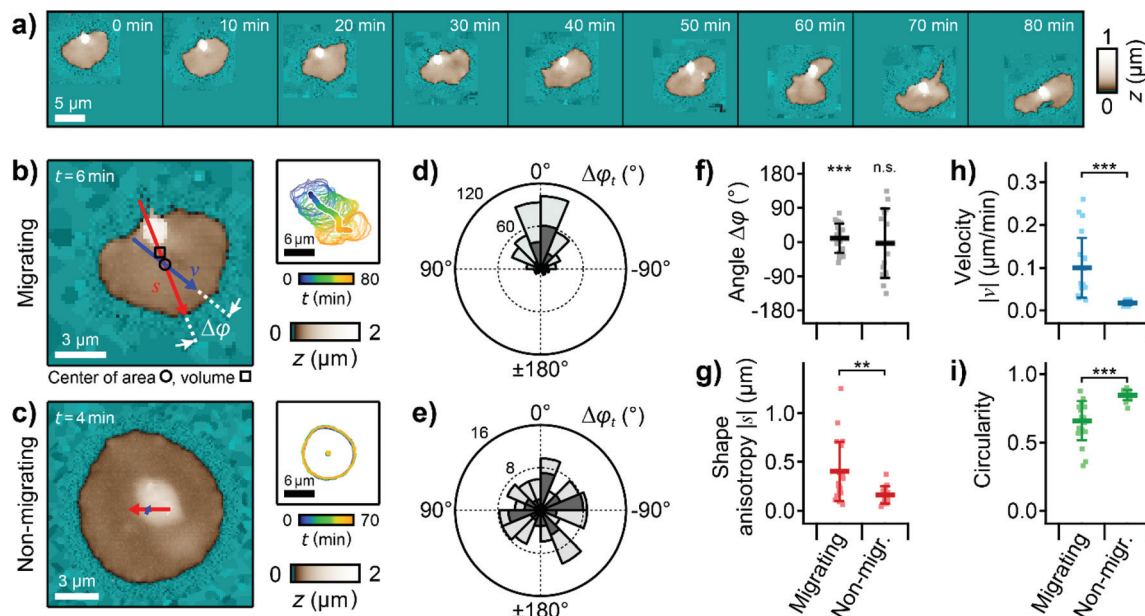 a)
0 min
10 min
20 min
30 min
40 min
50 min
60 min
70 min
80 min
5 µm
1
0
z (µm)
b)
Migrating
t = 6 min
s
v
Δφ
3 µm
Center of area, volume
6 µm
0 80
t (min)
0 2
z (µm)
c)
Non-migrating
t = 4 min
3 µm
6 µm
0 70
t (min)
0 2
z (µm)
d)
0°
Δφt (°)
120
60
90°
-90°
±180°
e)
0°
Δφt (°)
16
8
90°
-90°
±180°
f)
Angle Δφ (°)
180
90
0
-90
-180
***
n.s.
g)
Shape
anisotropy |s| (µm)
1.0
0.5
0.0
**
Migrating
Non-migr.
h)
Velocity
|v| (µm/min)
0.3
0.2
0.1
0.0
***
i)
Circularity
1.0
0.5
0.0
***
Migrating
Non-migr.